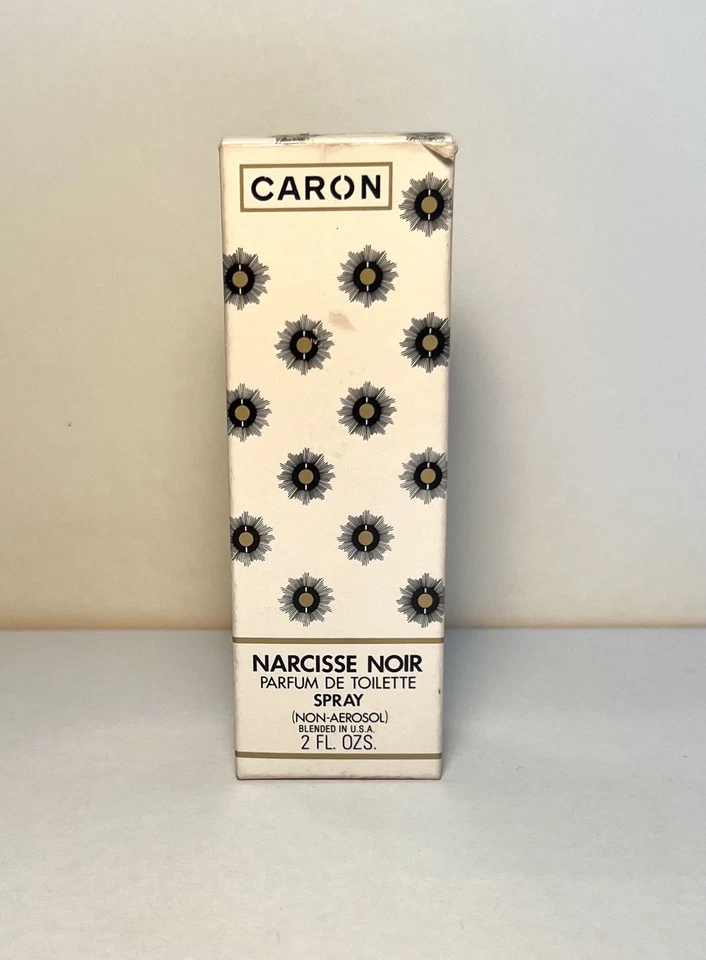 CARON
NARCISSE NOIR
PARFUM DE TOILETTE
SPRAY
(NON-AEROSOL)
BLENDED IN U.S.A.
2 FL. OZS.